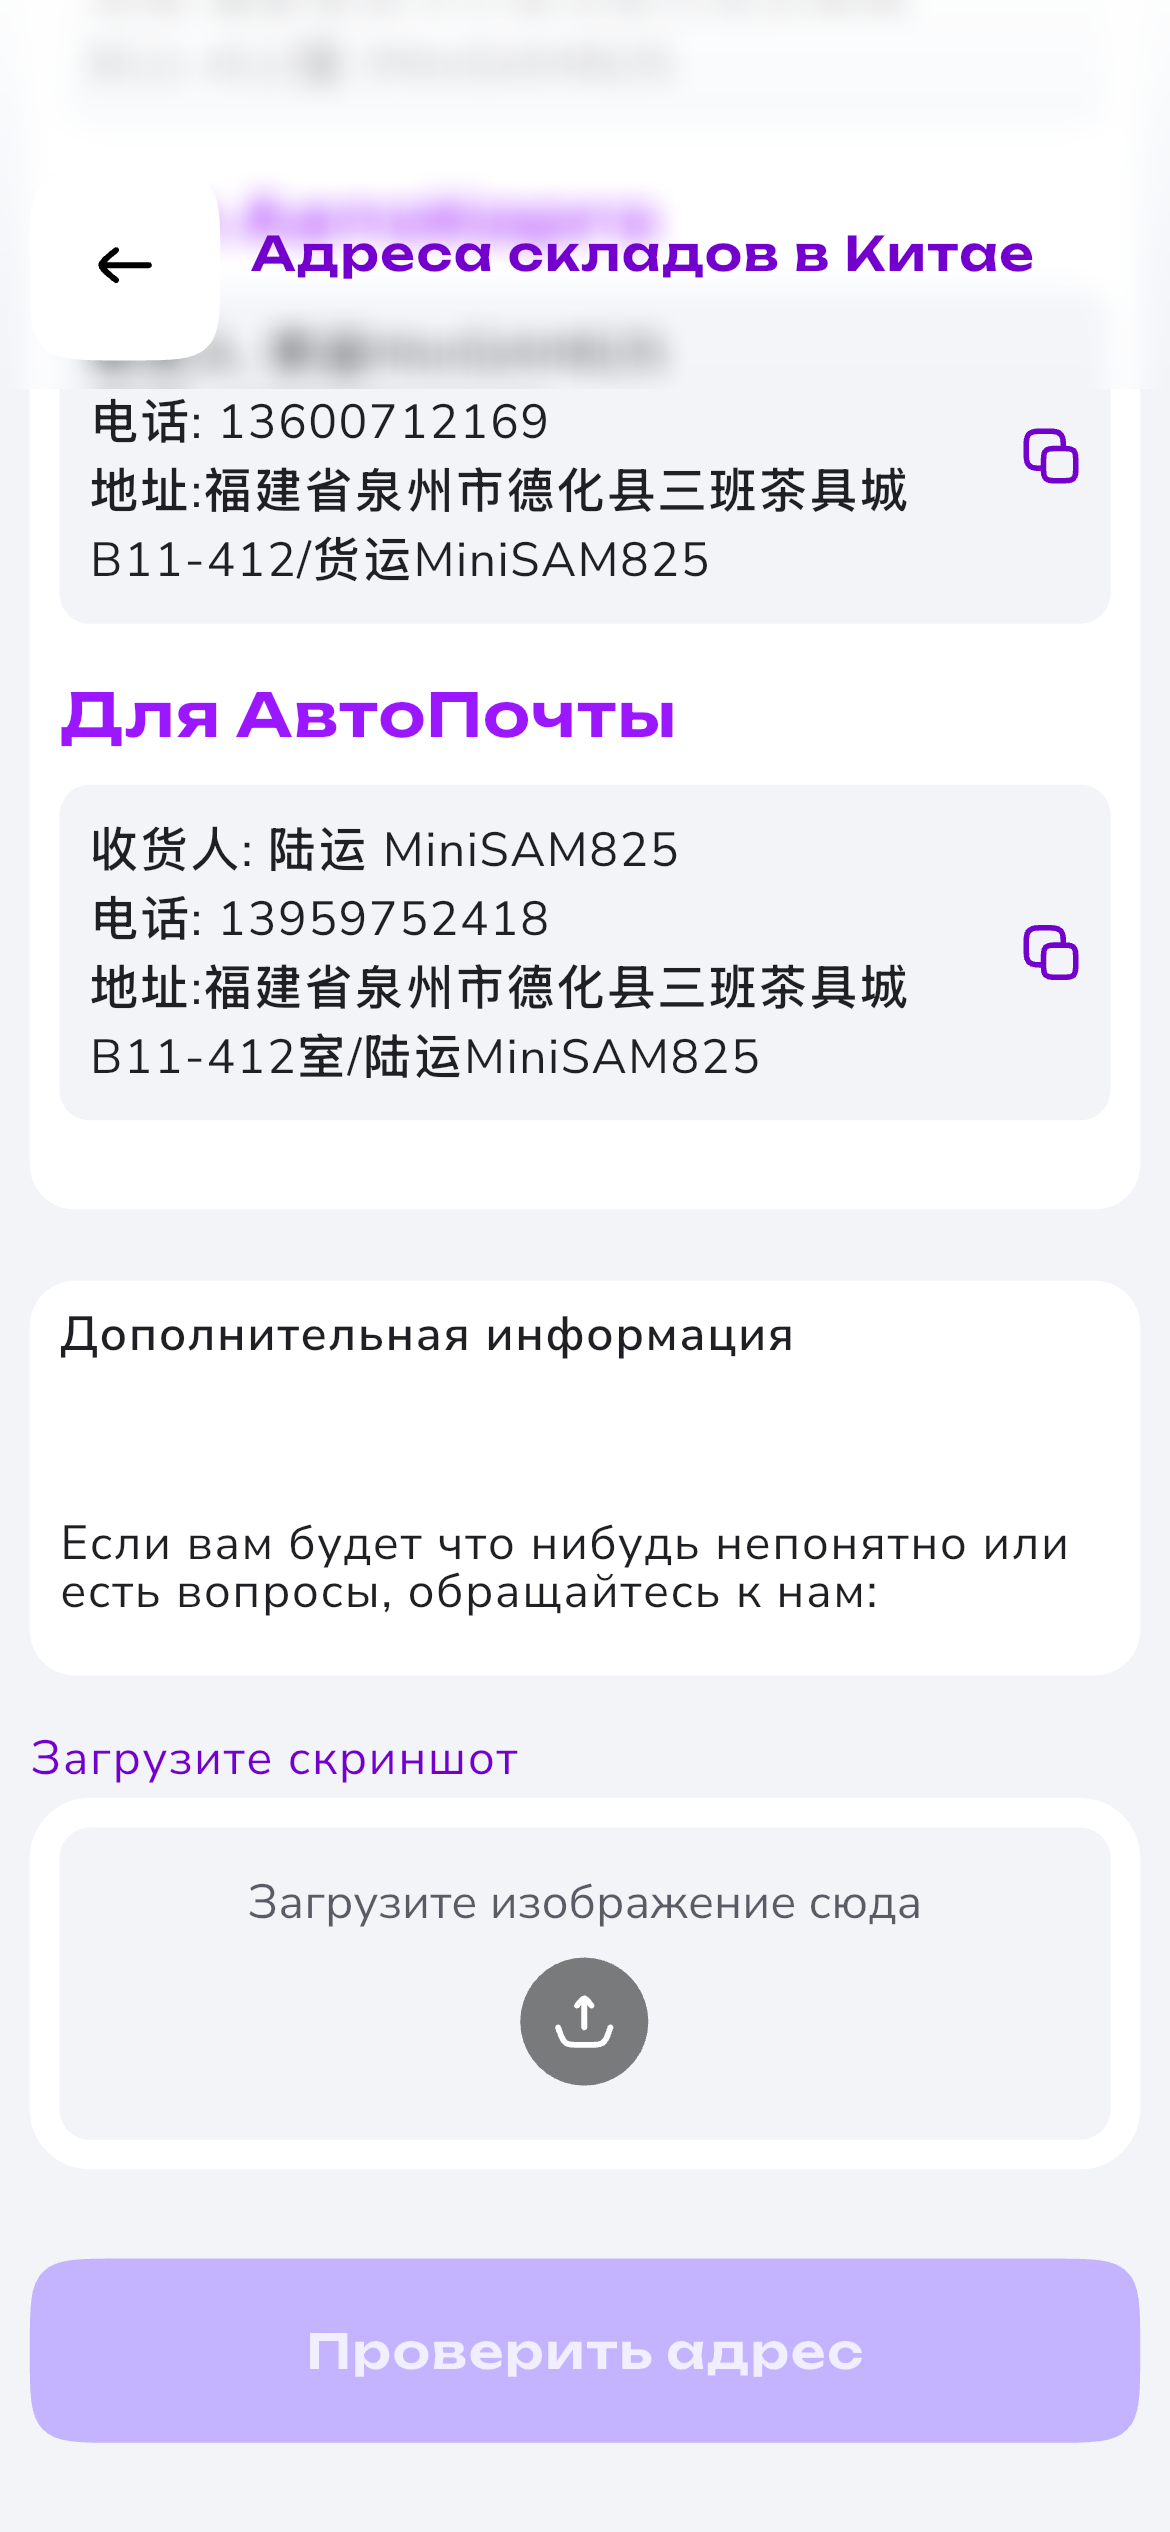 Адреса складов в Китае
电话: 13600712169
地址:福建省泉州市德化县三班茶具城
B11-412/货运MiniSAM825
Для АвтоПочты
收货人: 陆运 MiniSAM825
电话: 13959752418
地址:福建省泉州市德化县三班茶具城
B11-412室/陆运MiniSAM825
Дополнительная информация
Если вам будет что нибудь непонятно или
есть вопросы, обращайтесь к нам:
Загрузите скриншот
Загрузите изображение сюда
Проверить адрес